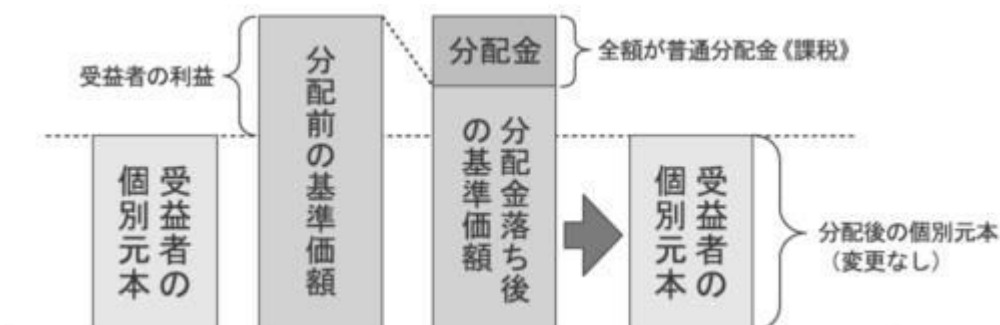 受益者の利益
受益者の
個別元本
分配前の基準価額
分配金
全額が普通分配金《課税》
分配金落ち後
の基準価額
受益者の
個別元本
分配後の個別元本
（変更なし）